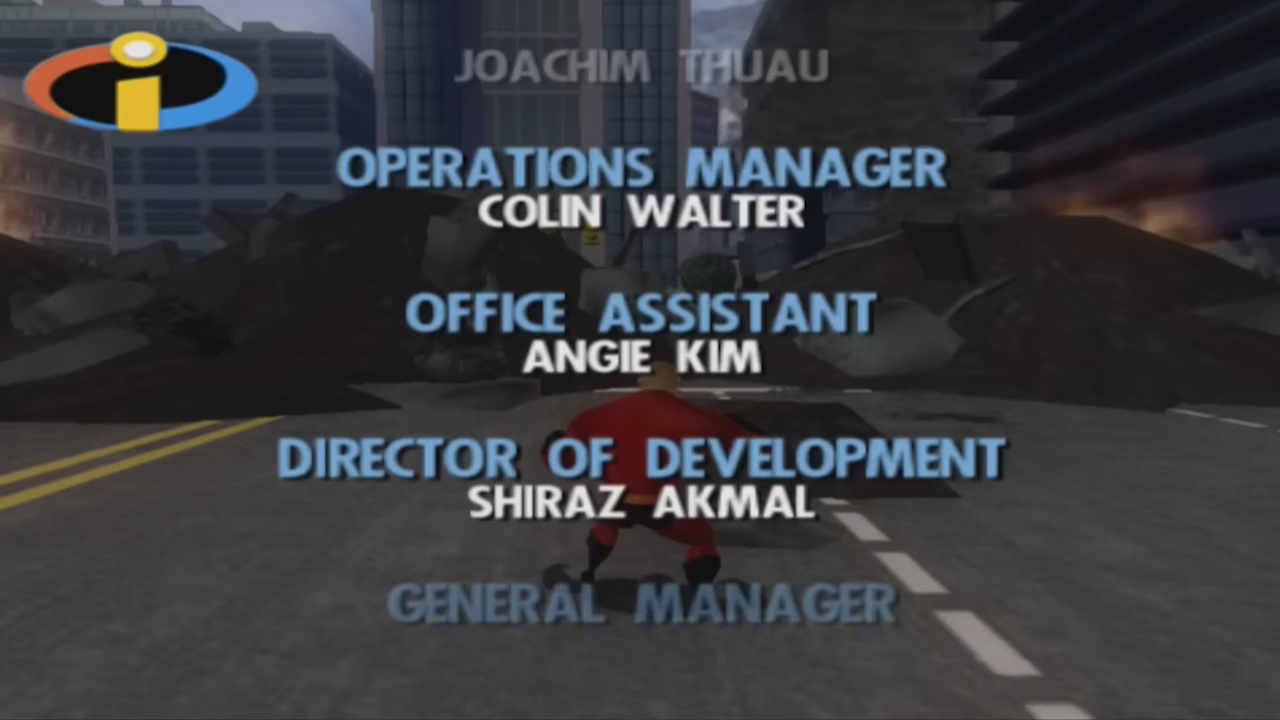 JOACHIM THUAU
OPERATIONS MANAGER
COLIN WALTER
OFFICE ASSISTANT
ANGIE KIM
DIRECTOR OF DEVELOPMENT
SHIRAZ AKMAL
GENERAL MANAGER